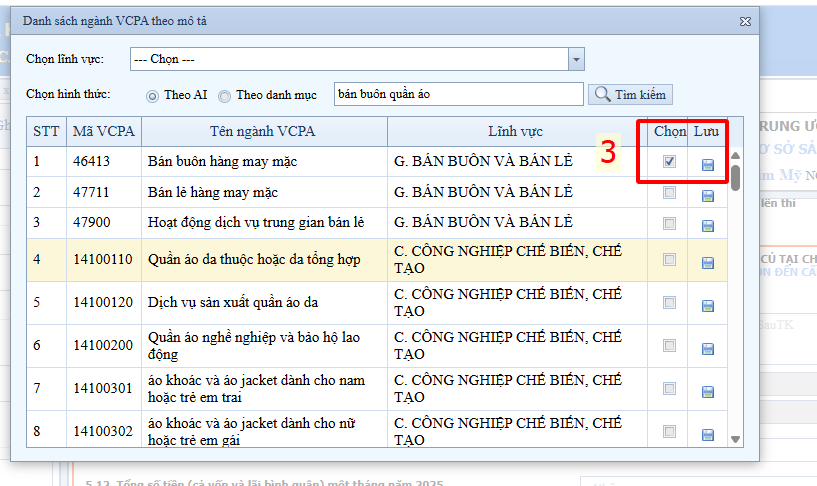 Danh sách ngành VCPA theo mô tả
Chọn lĩnh vực: --- Chọn ---
Chọn hình thức: Theo AI Theo danh mục bán buôn quần áo Tìm kiếm
STT Mã VCPA Tên ngành VCPA Lĩnh vực Chọn Lưu
3
1 46413 Bán buôn hàng may mặc G. BÁN BUÔN VÀ BÁN LẺ
2 47711 Bán lẻ hàng may mặc G. BÁN BUÔN VÀ BÁN LẺ
3 47900 Hoạt động dịch vụ trung gian bán lẻ G. BÁN BUÔN VÀ BÁN LẺ
4 14100110 Quần áo da thuộc hoặc da tổng hợp C. CÔNG NGHIỆP CHẾ BIẾN, CHẾ
TẠO
5 14100120 Dịch vụ sản xuất quần áo da C. CÔNG NGHIỆP CHẾ BIẾN, CHẾ
TẠO
6 14100200 Quần áo nghề nghiệp và bảo hộ lao C. CÔNG NGHIỆP CHẾ BIẾN, CHẾ
động TẠO
7 14100301 áo khoác và áo jacket dành cho nam C. CÔNG NGHIỆP CHẾ BIẾN, CHẾ
hoặc trẻ em trai TẠO
8 14100302 áo khoác và áo jacket dành cho nữ C. CÔNG NGHIỆP CHẾ BIẾN, CHẾ
hoặc trẻ em gái TẠO
RUNG ƯƠ
Ơ SỞ SẢ
m Mỹ
lên thi
CỦ TẠI CH
SauTK
5.12. Tổng số tiền (cả vốn và lãi bình quân) một tháng năm 2025